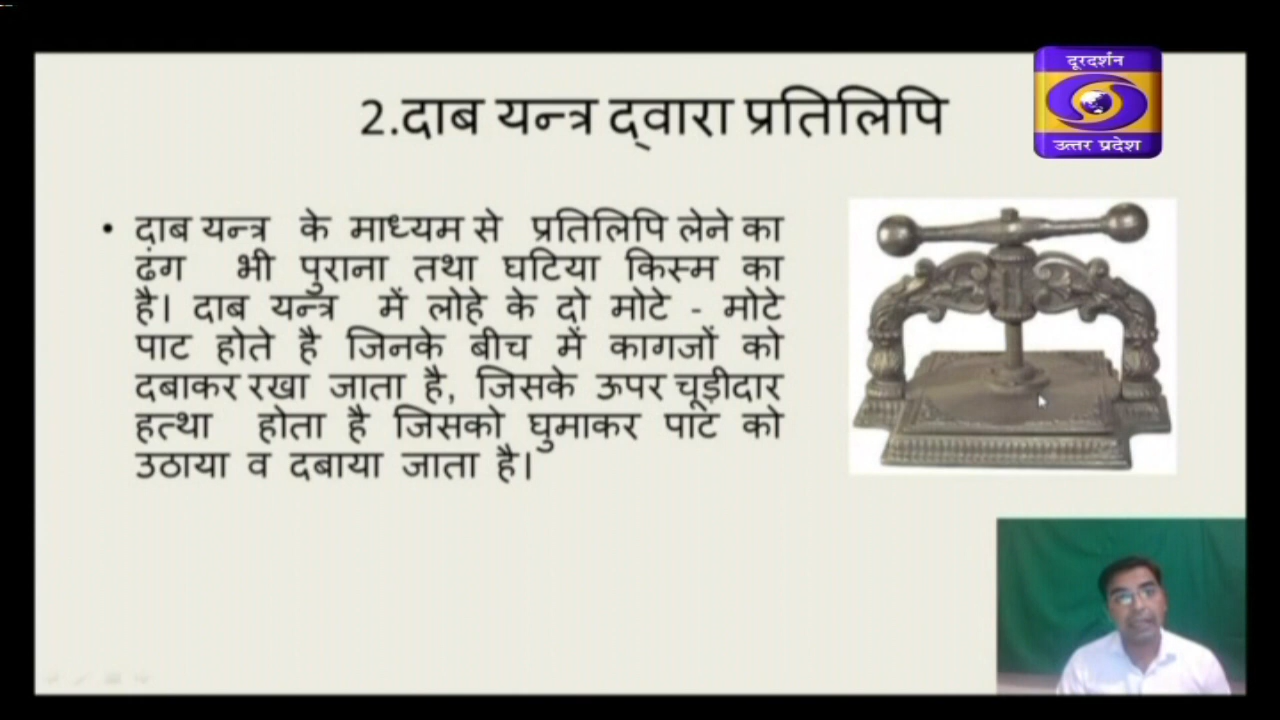 दूरदर्शन
उत्तर प्रदेश
2.दाब यन्त्र द्वारा प्रतिलिपि
• दाब यन्त्र के माध्यम से प्रतिलिपि लेने का
ढंग भी पुराना तथा घटिया किस्म का
है। दाब यन्त्र में लोहे के दो मोटे - मोटे
पाट होते है जिनके बीच में कागजों को
दबाकर रखा जाता है, जिसके ऊपर चूड़ीदार
हत्था होता है जिसको घुमाकर पाट को
उठाया व दबाया जाता है।